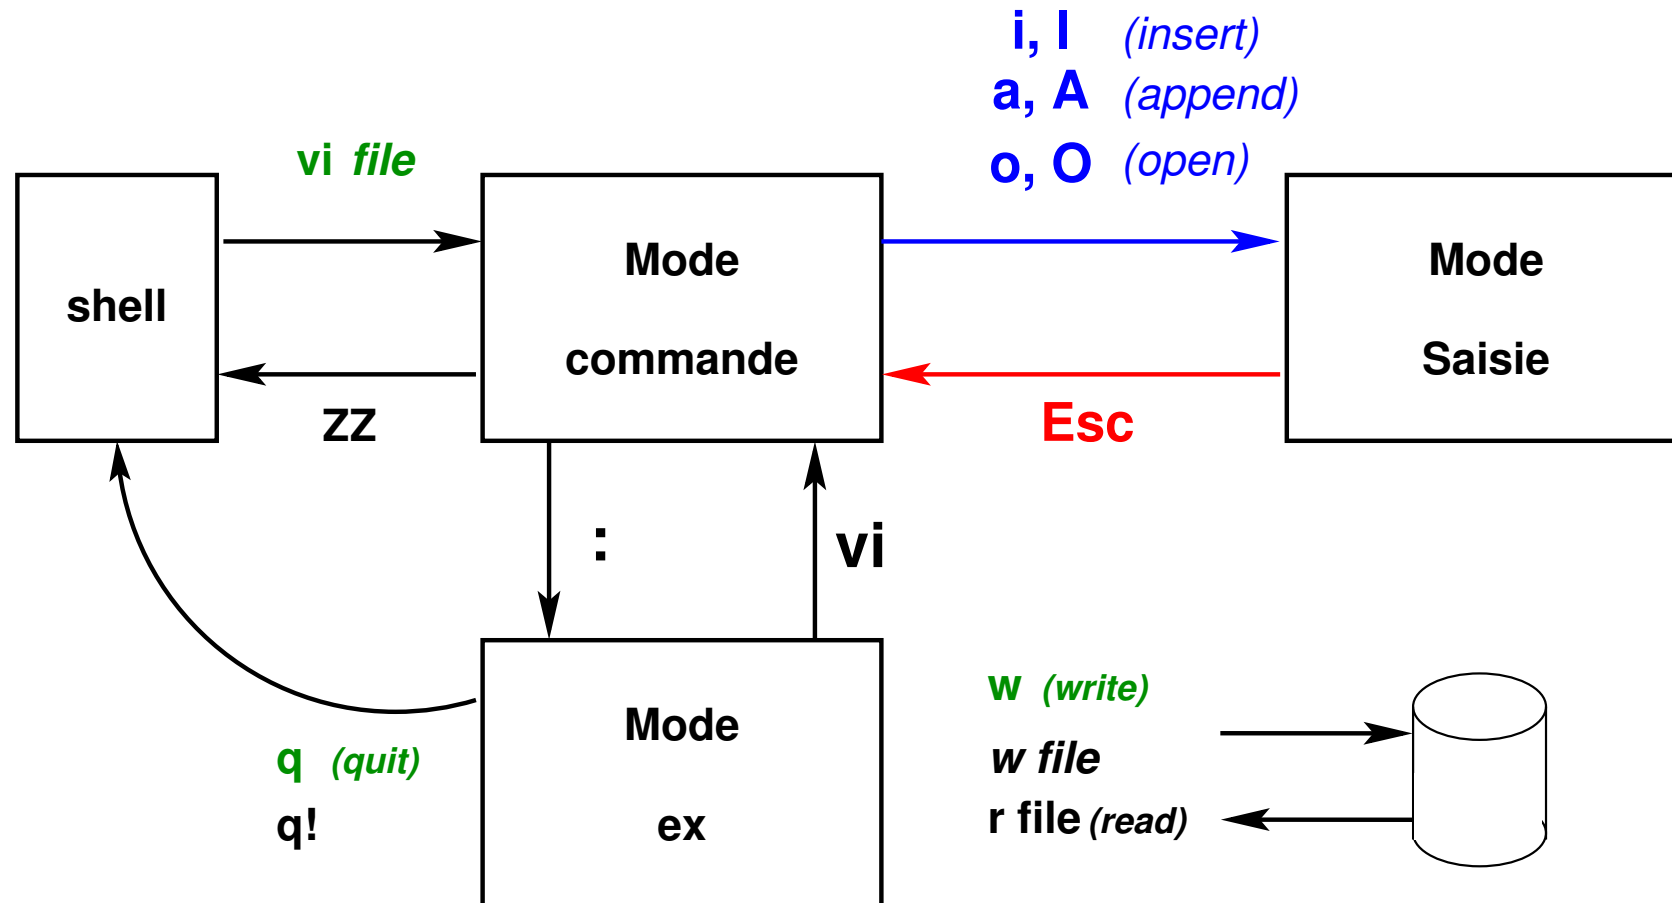 i, I (insert)
a, A (append)
o, O (open)
vi file
shell
Mode
commande
Mode
Saisie
ZZ
Esc
:
vi
Mode
ex
q (quit)
q!
w (write)
w file
r file (read)